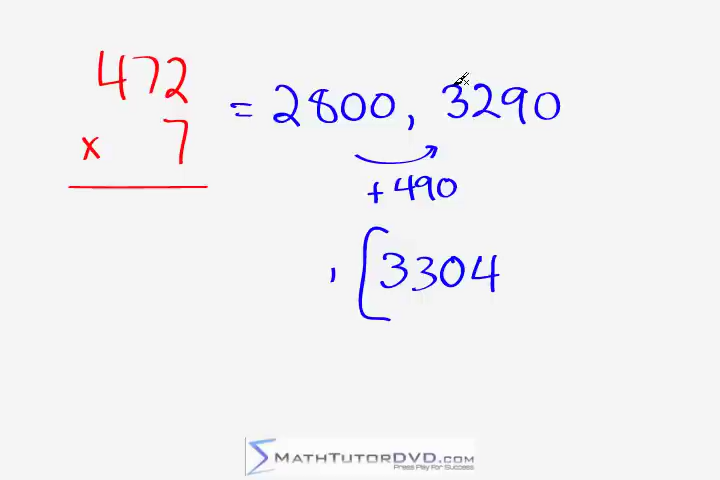 472
x 7
= 2800, 3290
+490
, [3304
MATHTUTORDVD.COM
Press Play For Success